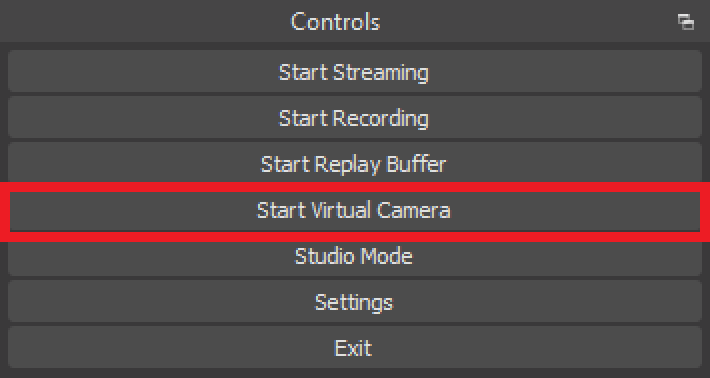 Controls
Start Streaming
Start Recording
Start Replay Buffer
Start Virtual Camera
Studio Mode
Settings
Exit